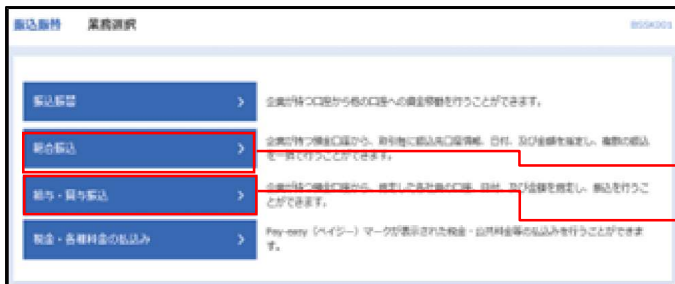 振込振替 業務選択
BSSK001
振込振替 >
企業が持つ口座から他の口座への資金移動を行うことができます。
総合振込 >
企業が持つ預金口座から、取引毎に振込先口座情報、日付、及び金額を指定し、複数の振込
を一括で行うことができます。
給与・賞与振込 >
企業が持つ預金口座から、指定した各社員の口座、日付、及び金額を指定し、振込を行うこ
とができます。
税金・各種料金の払込み >
Pay-easy（ペイジー）マークが表示された税金・公共料金等の払込みを行うことができま
す。